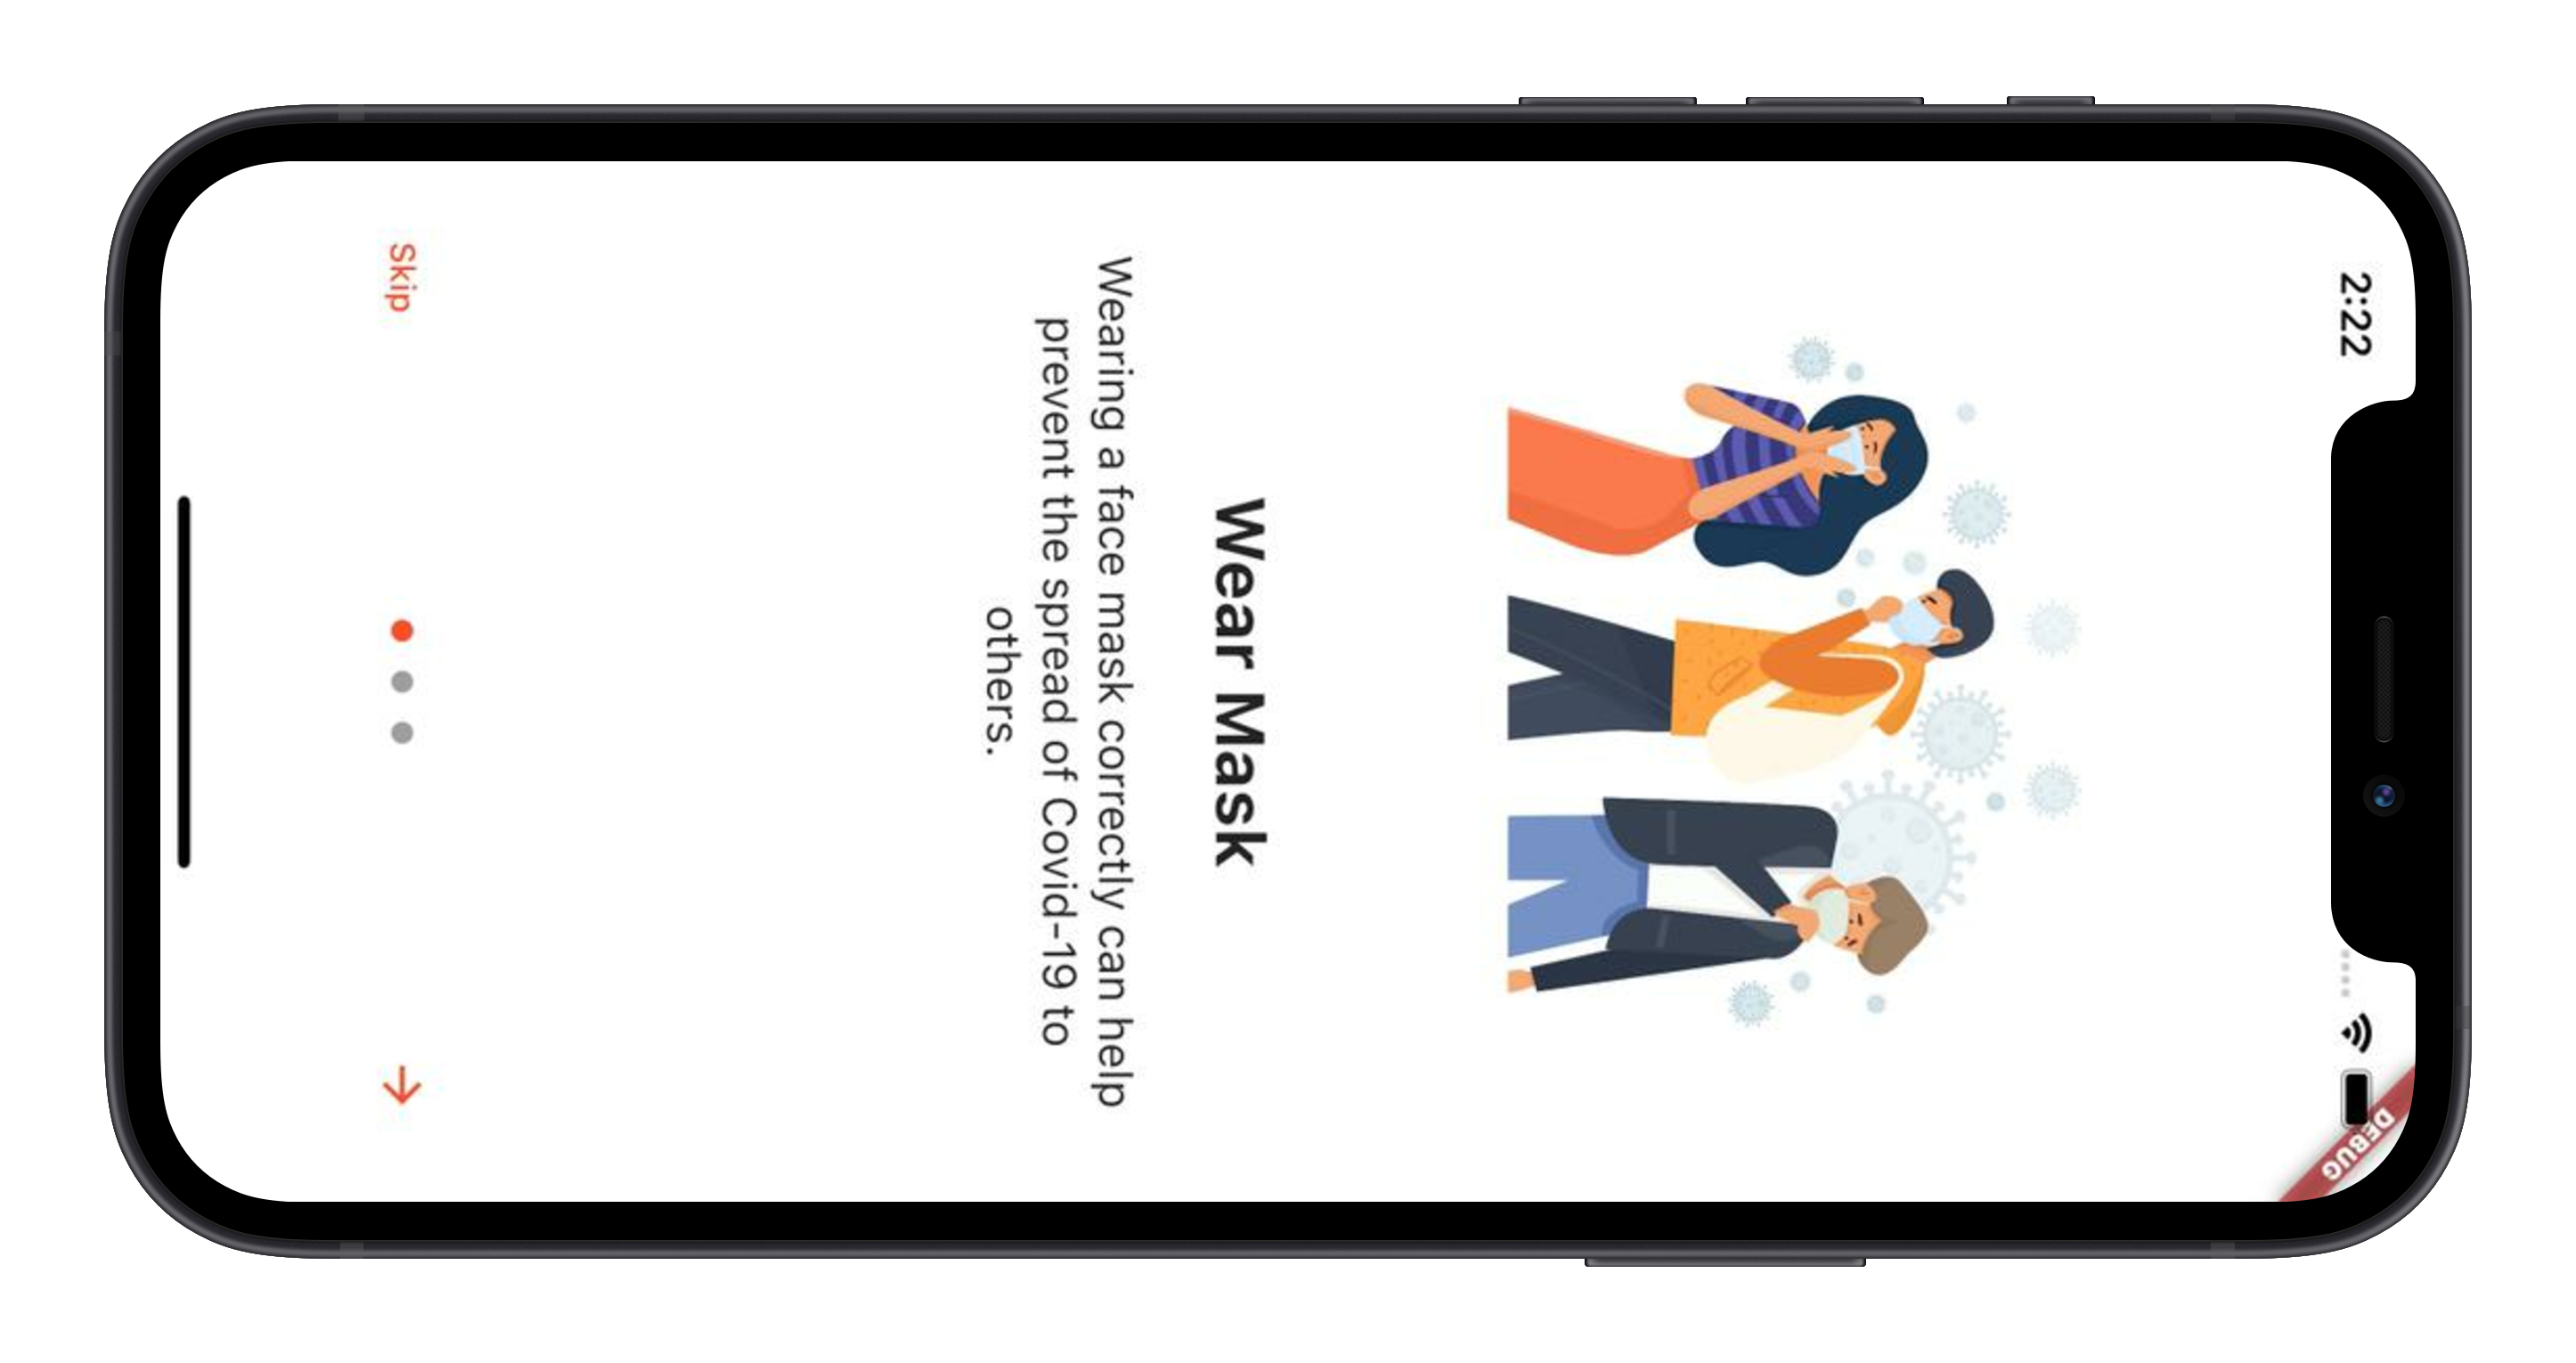 2:22
DEBUG
Wear Mask
Wearing a face mask correctly can help
prevent the spread of Covid-19 to
others.
Skip